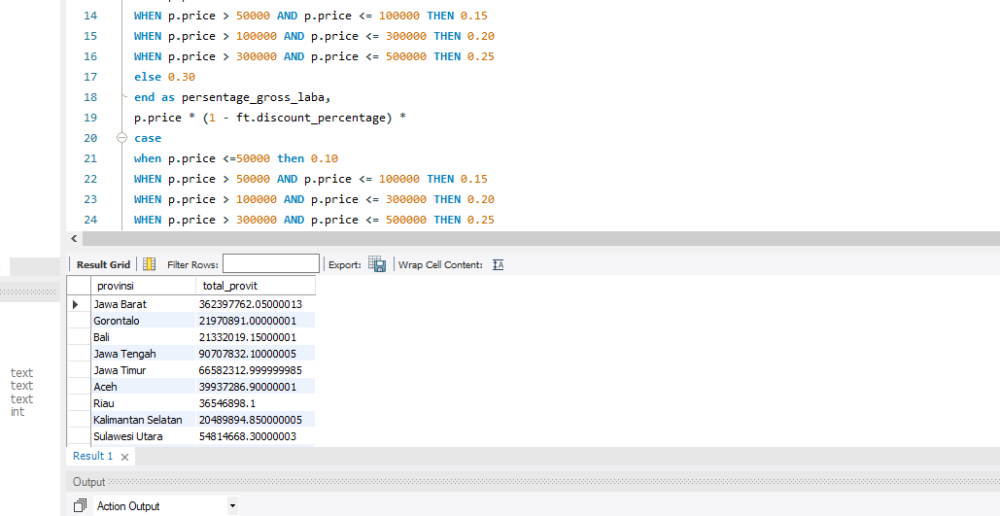 14 WHEN p.price > 50000 AND p.price <= 100000 THEN 0.15
15 WHEN p.price > 100000 AND p.price <= 300000 THEN 0.20
16 WHEN p.price > 300000 AND p.price <= 500000 THEN 0.25
17 else 0.30
18 end as persentage_gross_laba,
19 p.price * (1 - ft.discount_percentage) *
20 case
21 when p.price <=50000 then 0.10
22 WHEN p.price > 50000 AND p.price <= 100000 THEN 0.15
23 WHEN p.price > 100000 AND p.price <= 300000 THEN 0.20
24 WHEN p.price > 300000 AND p.price <= 500000 THEN 0.25
Result Grid Filter Rows: Export: Wrap Cell Content: IA
provinsi total_provit
Jawa Barat 362397762.05000013
Gorontalo 21970891.00000001
Bali 21332019.15000001
Jawa Tengah 90707832.10000005
Jawa Timur 66582312.999999985
Aceh 39937286.90000001
Riau 36546898.1
Kalimantan Selatan 20489894.850000005
Sulawesi Utara 54814668.30000003
text
text
text
int
Result 1
Output
Action Output